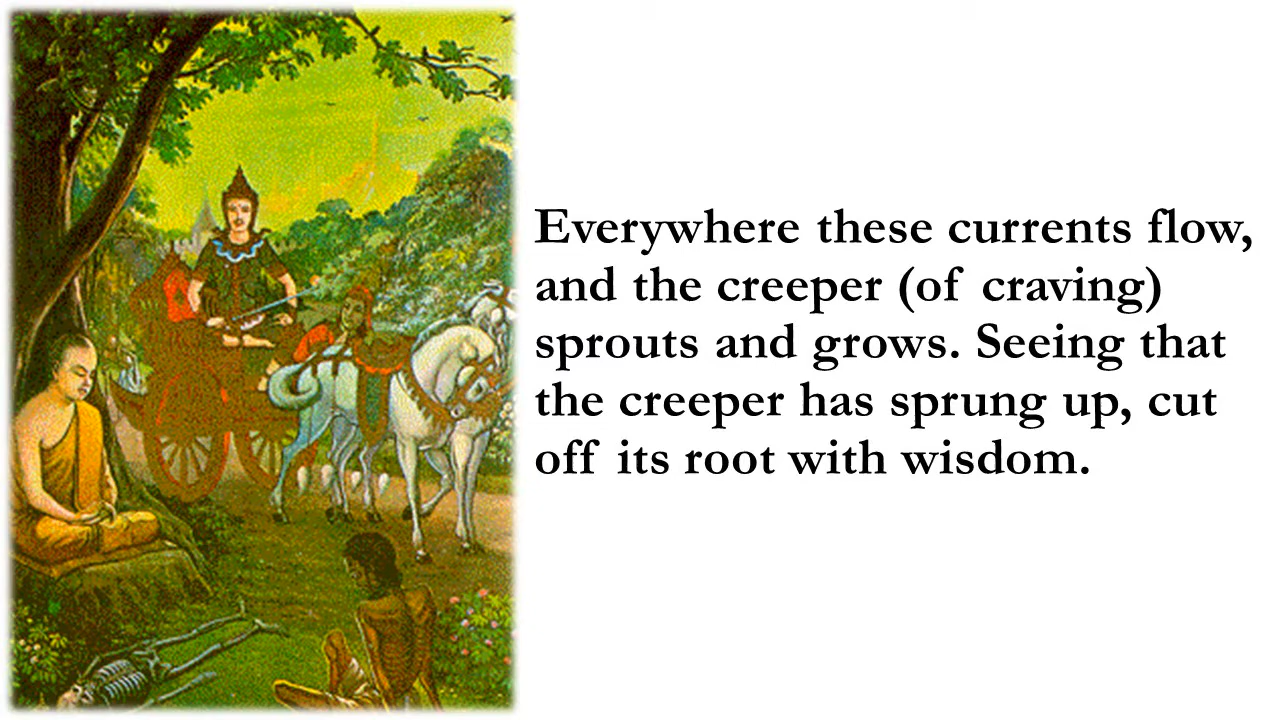 Everywhere these currents flow,
and the creeper (of craving)
sprouts and grows. Seeing that
the creeper has sprung up, cut
off its root with wisdom.